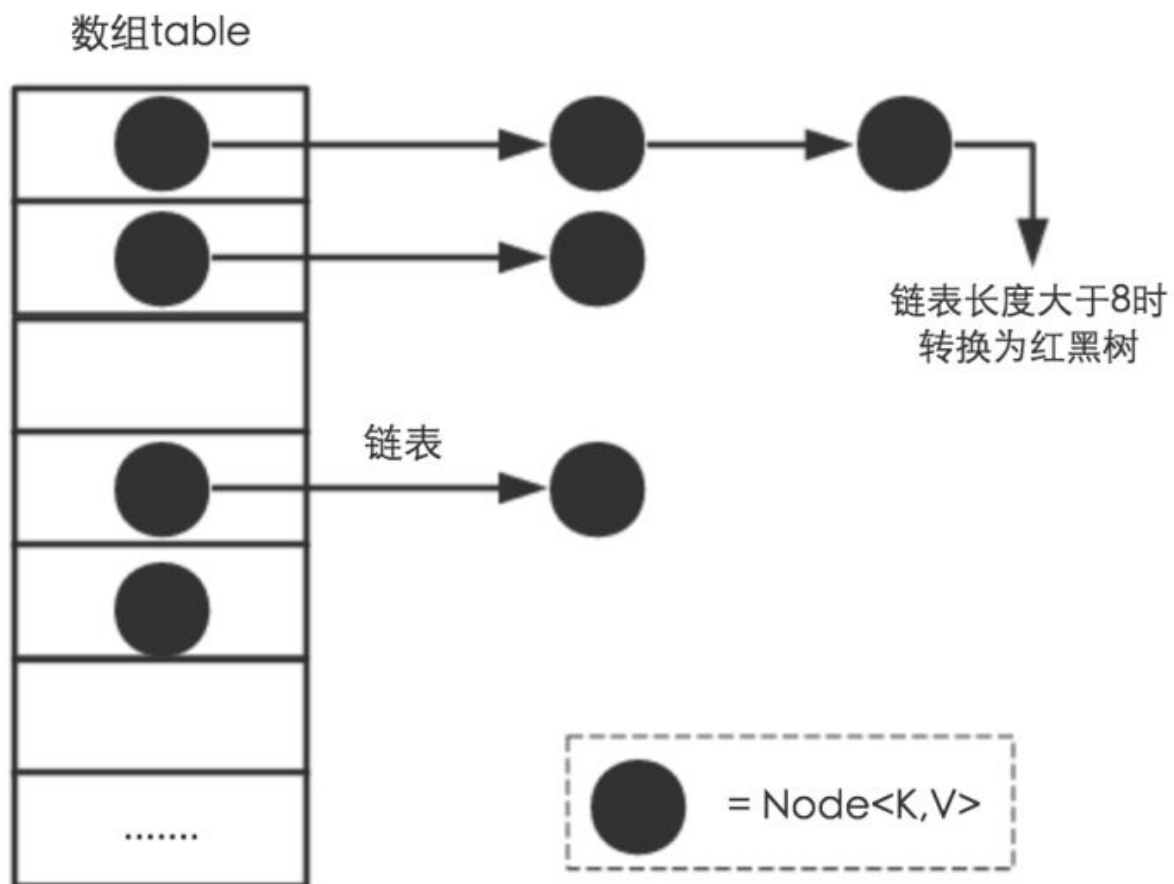 数组table
链表长度大于8时
转换为红黑树
链表
.......
= Node<K,V>